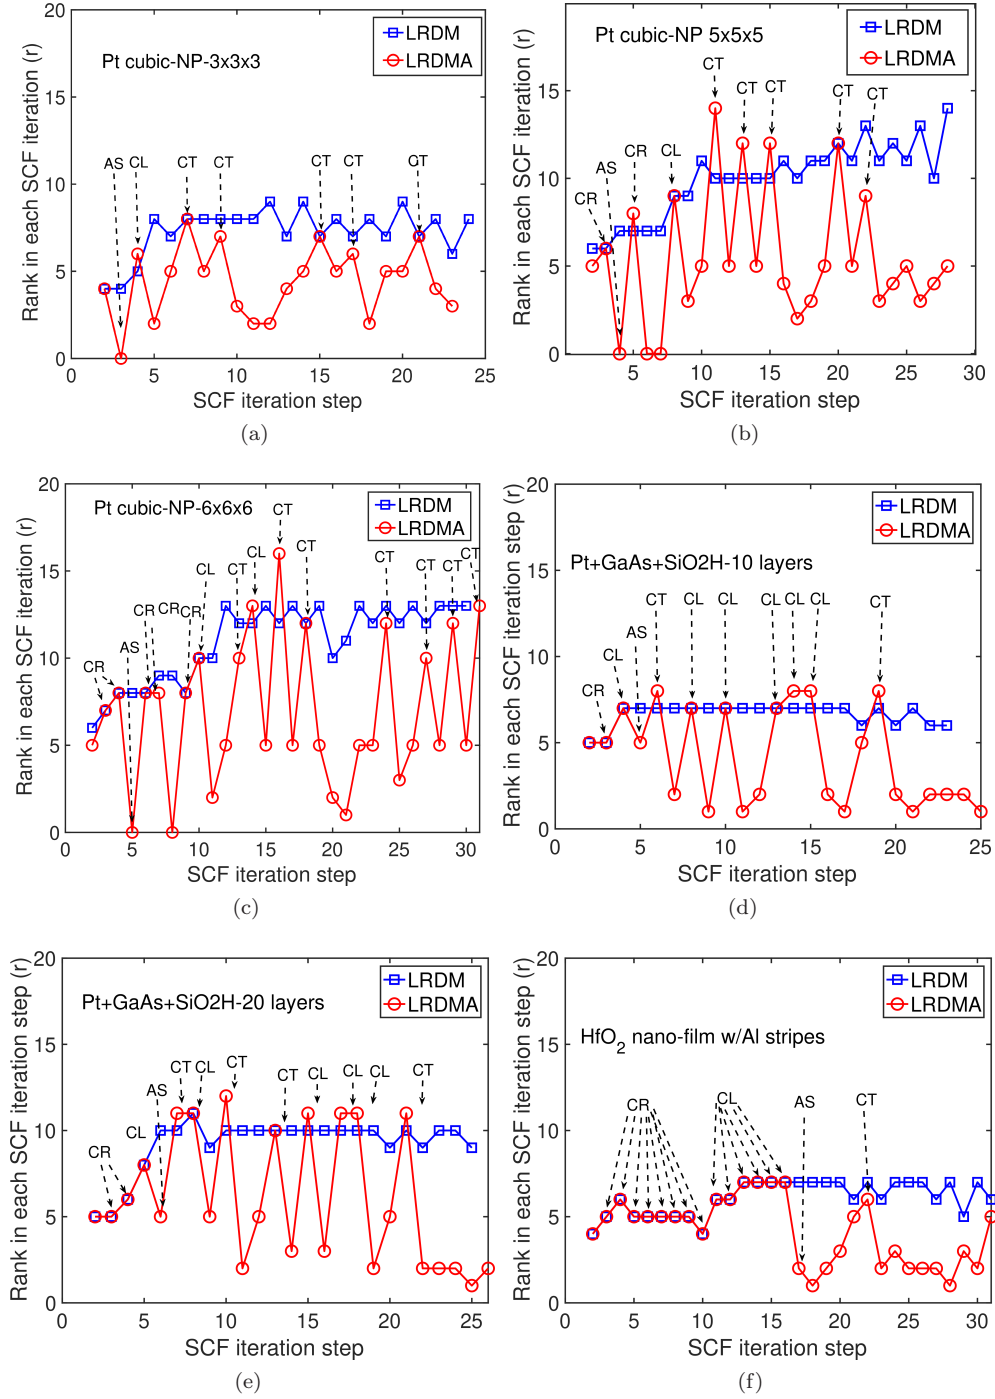 Pt cubic-NP-3x3x3
LRDM
LRDMA
AS
CL
CT
CT
CT
CT
GT
Rank in each SCF iteration (r)
20
15
10
5
0
0
5
10
15
20
25
SCF iteration step
(a)
Pt cubic-NP 5x5x5
LRDM
LRDMA
CR
AS
CR
CL
CT
CT
CT
CT
CT
Rank in each SCF iteration (r)
15
10
5
0
5
10
15
20
25
30
SCF iteration step
(b)
Pt cubic-NP-6x6x6
LRDM
LRDMA
CR
AS
CR
CR
CR
CL
CT
CL
CT
CT
CT
CT
CT
CT
Rank in each SCF iteration (r)
20
15
10
5
0
0
5
10
15
20
25
30
SCF iteration step
(c)
Pt+GaAs+SiO2H-10 layers
LRDM
LRDMA
CR
CL
AS
CT
CL
CL
CL
CL
CL
CT
Rank in each SCF iteration step (r)
20
15
10
5
0
0
5
10
15
20
25
SCF iteration step
(d)
Pt+GaAs+SiO2H-20 layers
LRDM
LRDMA
CR
CL
AS
CT
CL
CT
CT
CL
CL
CL
CT
Rank in each SCF iteration step (r)
20
15
10
5
0
0
5
10
15
20
25
SCF iteration step
(e)
HfO2 nano-film w/Al stripes
LRDM
LRDMA
CR
CL
AS
CT
Rank in each SCF iteration step (r)
20
15
10
5
0
0
5
10
15
20
25
30
SCF iteration step
(f)